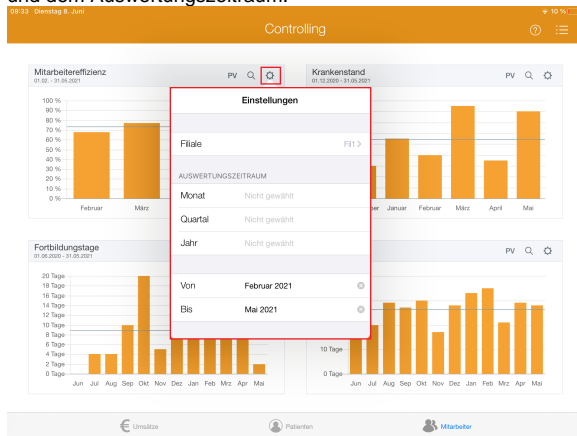 und dem Auswertungszeitraum.
09:33 Dienstag 8. Juni
10 %
Controlling
Mitarbeitereffizienz
01.02. - 31.05.2021
PV
100 %
90 %
80 %
70 %
60 %
50 %
40 %
30 %
20 %
10 %
0 %
Februar März
Krankenstand
01.12.2020 - 31.05.2021
PV
Januar Februar März April Mai
Einstellungen
Filiale Fil1 >
AUSWERTUNGSZEITRAUM
Monat Nicht gewählt
Quartal Nicht gewählt
Jahr Nicht gewählt
Von Februar 2021
Bis Mai 2021
Fortbildungstage
01.06.2020 - 31.05.2021
20 Tage
18 Tage
16 Tage
14 Tage
12 Tage
10 Tage
8 Tage
6 Tage
4 Tage
2 Tage
0 Tage
Jun Jul Aug Sep Okt Nov Dez Jan Feb Mrz Apr Mai
PV
10 Tage
0 Tage
Jun Jul Aug Sep Okt Nov Dez Jan Feb Mrz Apr Mai
€ Umsätze
Patienten
Mitarbeiter